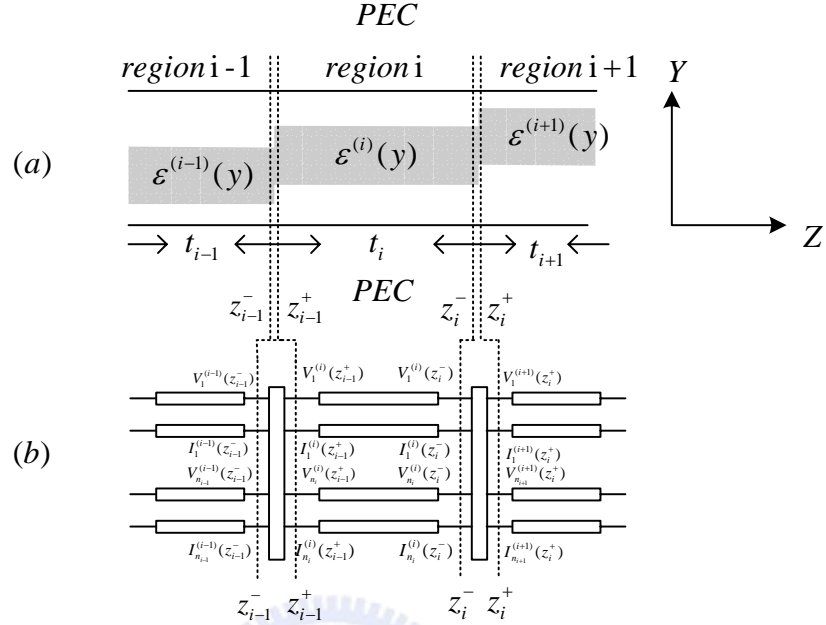 PEC
region i-1 region i region i+1
Y
(a)
ε^{(i−1)}(y) ε^{(i)}(y) ε^{(i+1)}(y)
t_{i−1} t_i t_{i+1}
Z
PEC
z_{i−1}^− z_{i−1}^+ z_i^− z_i^+
V_1^{(i−1)}(z_{i−1}^−) V_1^{(i)}(z_{i−1}^+) V_1^{(i)}(z_i^−) V_1^{(i+1)}(z_i^+)
(b)
I_1^{(i−1)}(z_{i−1}^−) I_1^{(i)}(z_{i−1}^+) I_1^{(i)}(z_i^−) I_1^{(i+1)}(z_i^+)
V_{n_{i−1}}^{(i−1)}(z_{i−1}^−) V_{n_i}^{(i)}(z_{i−1}^+) V_{n_i}^{(i)}(z_i^−) V_{n_{i+1}}^{(i+1)}(z_i^+)
I_{n_{i−1}}^{(i−1)}(z_{i−1}^−) I_{n_i}^{(i)}(z_{i−1}^+) I_{n_i}^{(i)}(z_i^−) I_{n_{i+1}}^{(i+1)}(z_i^+)
z_{i−1}^− z_{i−1}^+ z_i^− z_i^+